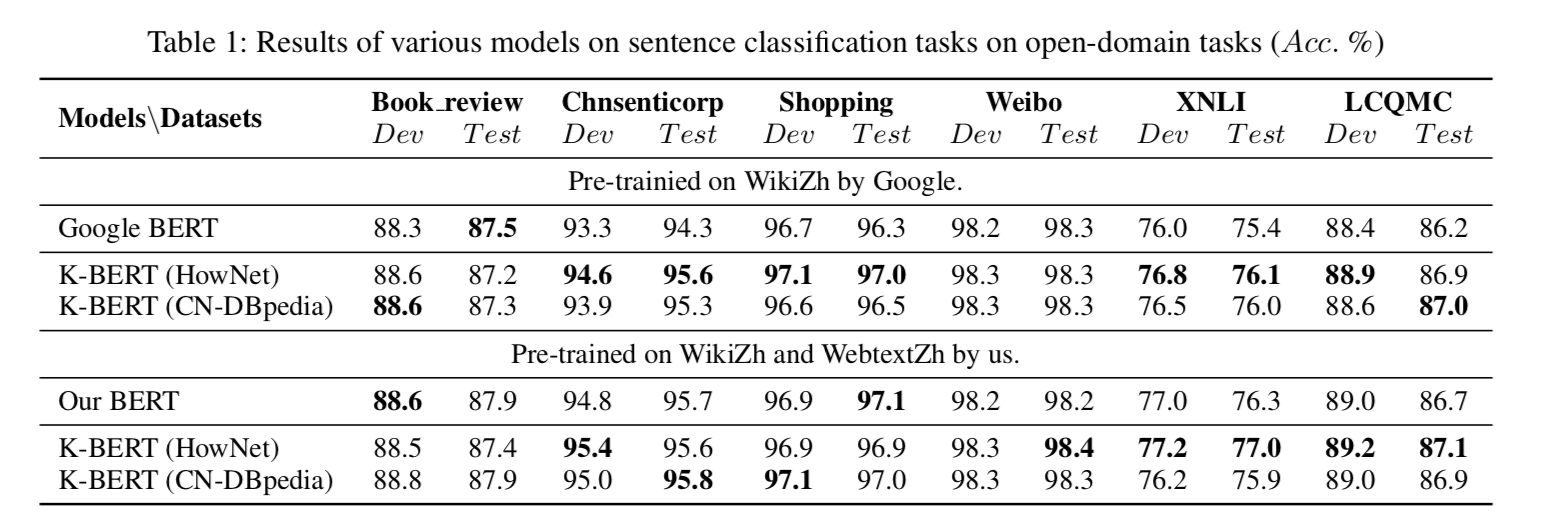 Table 1: Results of various models on sentence classification tasks on open-domain tasks (Acc. %)
Models\Datasets Book_review Chnsenticorp Shopping Weibo XNLI LCQMC
Dev Test Dev Test Dev Test Dev Test Dev Test Dev Test
Pre-trainied on WikiZh by Google.
Google BERT 88.3 87.5 93.3 94.3 96.7 96.3 98.2 98.3 76.0 75.4 88.4 86.2
K-BERT (HowNet) 88.6 87.2 94.6 95.6 97.1 97.0 98.3 98.3 76.8 76.1 88.9 86.9
K-BERT (CN-DBpedia) 88.6 87.3 93.9 95.3 96.6 96.5 98.3 98.3 76.5 76.0 88.6 87.0
Pre-trained on WikiZh and WebtextZh by us.
Our BERT 88.6 87.9 94.8 95.7 96.9 97.1 98.2 98.2 77.0 76.3 89.0 86.7
K-BERT (HowNet) 88.5 87.4 95.4 95.6 96.9 96.9 98.3 98.4 77.2 77.0 89.2 87.1
K-BERT (CN-DBpedia) 88.8 87.9 95.0 95.8 97.1 97.0 98.3 98.3 76.2 75.9 89.0 86.9